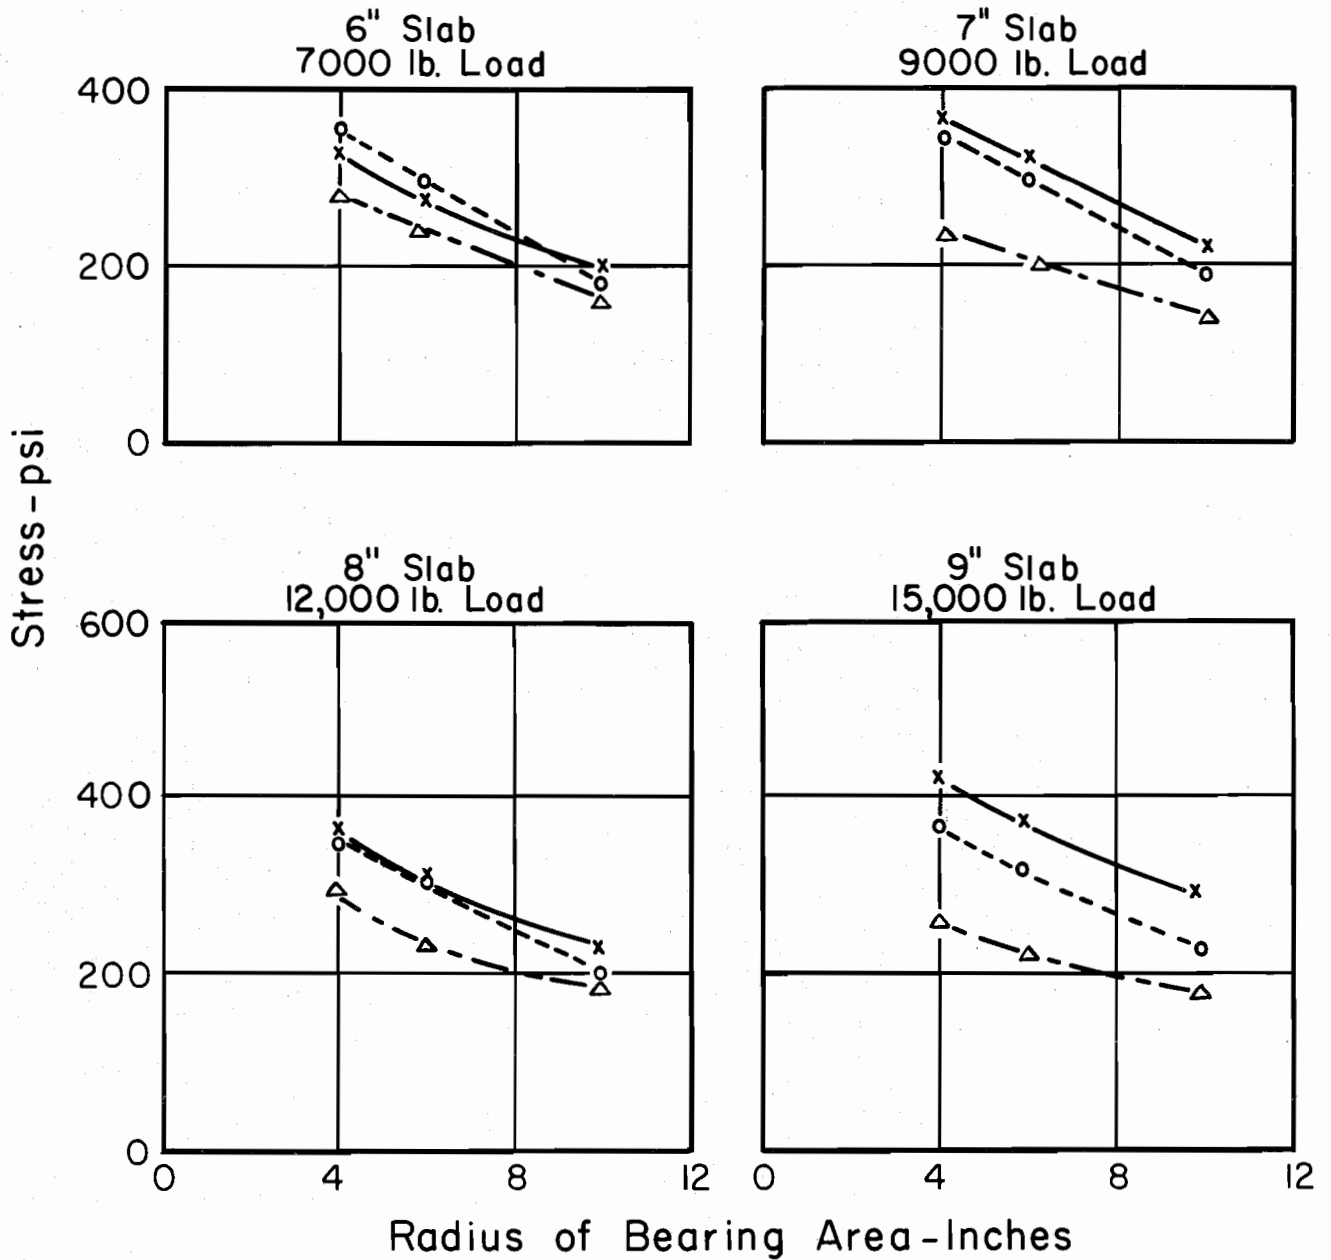 6" Slab
7000 lb. Load
7" Slab
9000 lb. Load
400
200
0
Stress-psi
8" Slab
12,000 lb. Load
9" Slab
15,000 lb. Load
600
400
200
0
0 4 8 12
0 4 8 12
Radius of Bearing Area-Inches